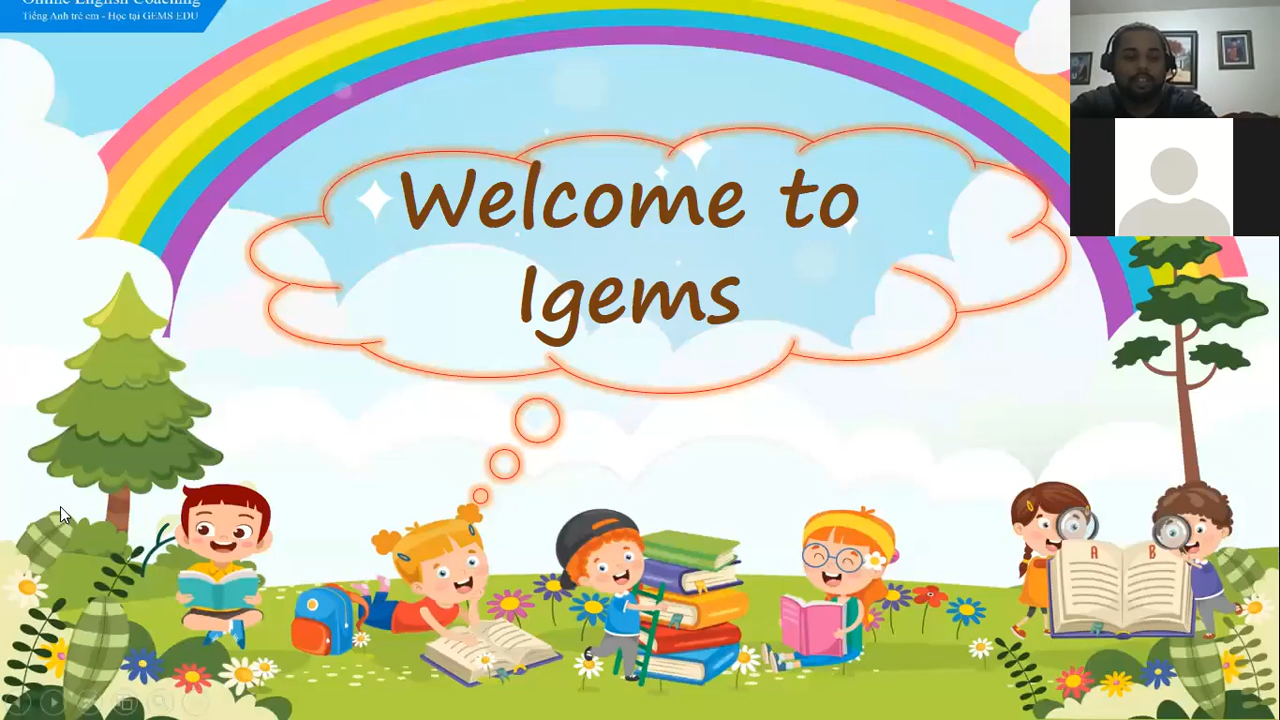 Online English Coaching
Tiếng Anh trẻ em - Học tại GEMS EDU
Welcome to
Igems
A B